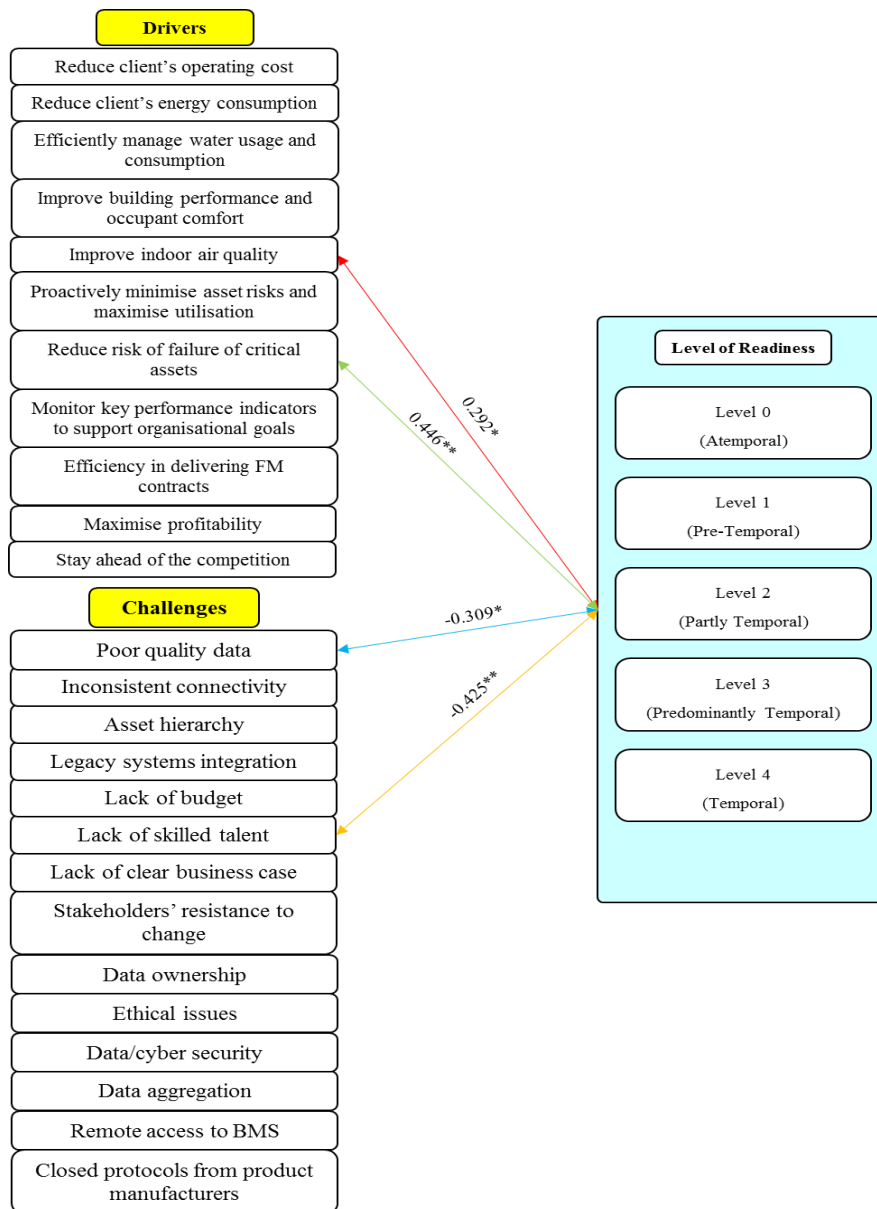 Drivers
Reduce client's operating cost
Reduce client's energy consumption
Efficiently manage water usage and
consumption
Improve building performance and
occupant comfort
Improve indoor air quality
Proactively minimise asset risks and
maximise utilisation
Reduce risk of failure of critical
assets
Monitor key performance indicators
to support organisational goals
Efficiency in delivering FM
contracts
Maximise profitability
Stay ahead of the competition
Challenges
Poor quality data
Inconsistent connectivity
Asset hierarchy
Legacy systems integration
Lack of budget
Lack of skilled talent
Lack of clear business case
Stakeholders' resistance to
change
Data ownership
Ethical issues
Data/cyber security
Data aggregation
Remote access to BMS
Closed protocols from product
manufacturers
0.292*
0.446**
-0.309*
-0.425**
Level of Readiness
Level 0
(Atemporal)
Level 1
(Pre-Temporal)
Level 2
(Partly Temporal)
Level 3
(Predominantly Temporal)
Level 4
(Temporal)